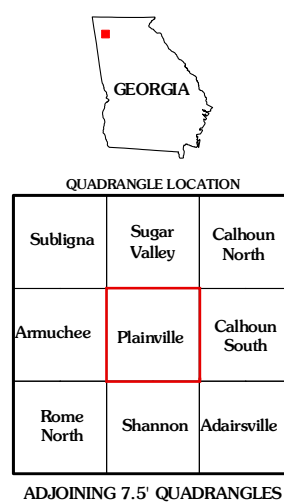 GEORGIA
QUADRANGLE LOCATION
Subligna
Sugar
Valley
Calhoun
North
Armuchee
Plainville
Calhoun
South
Rome
North
Shannon
Adairsville
ADJOINING 7.5' QUADRANGLES